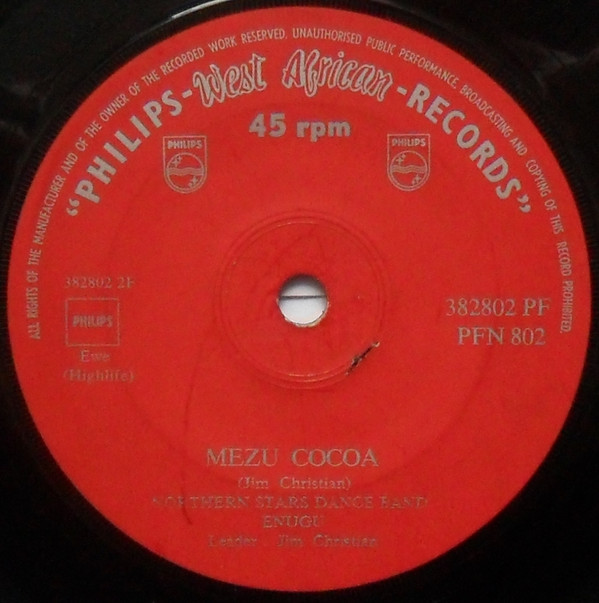 ALL RIGHTS OF THE MANUFACTURER AND OF THE OWNER OF THE RECORDED WORK RESERVED. UNAUTHORISED PUBLIC PERFORMANCE, BROADCASTING AND COPYING OF THIS RECORD PROHIBITED.
"PHILIPS-West African-RECORDS"
45 rpm
PHILIPS
PHILIPS
382802 2F
PHILIPS
Ewe
(Highlife)
382802 PF
PFN 802
MEZU COCOA
(Jim Christian)
NORTHERN STARS DANCE BAND
ENUGU
Leader : Jim Christian